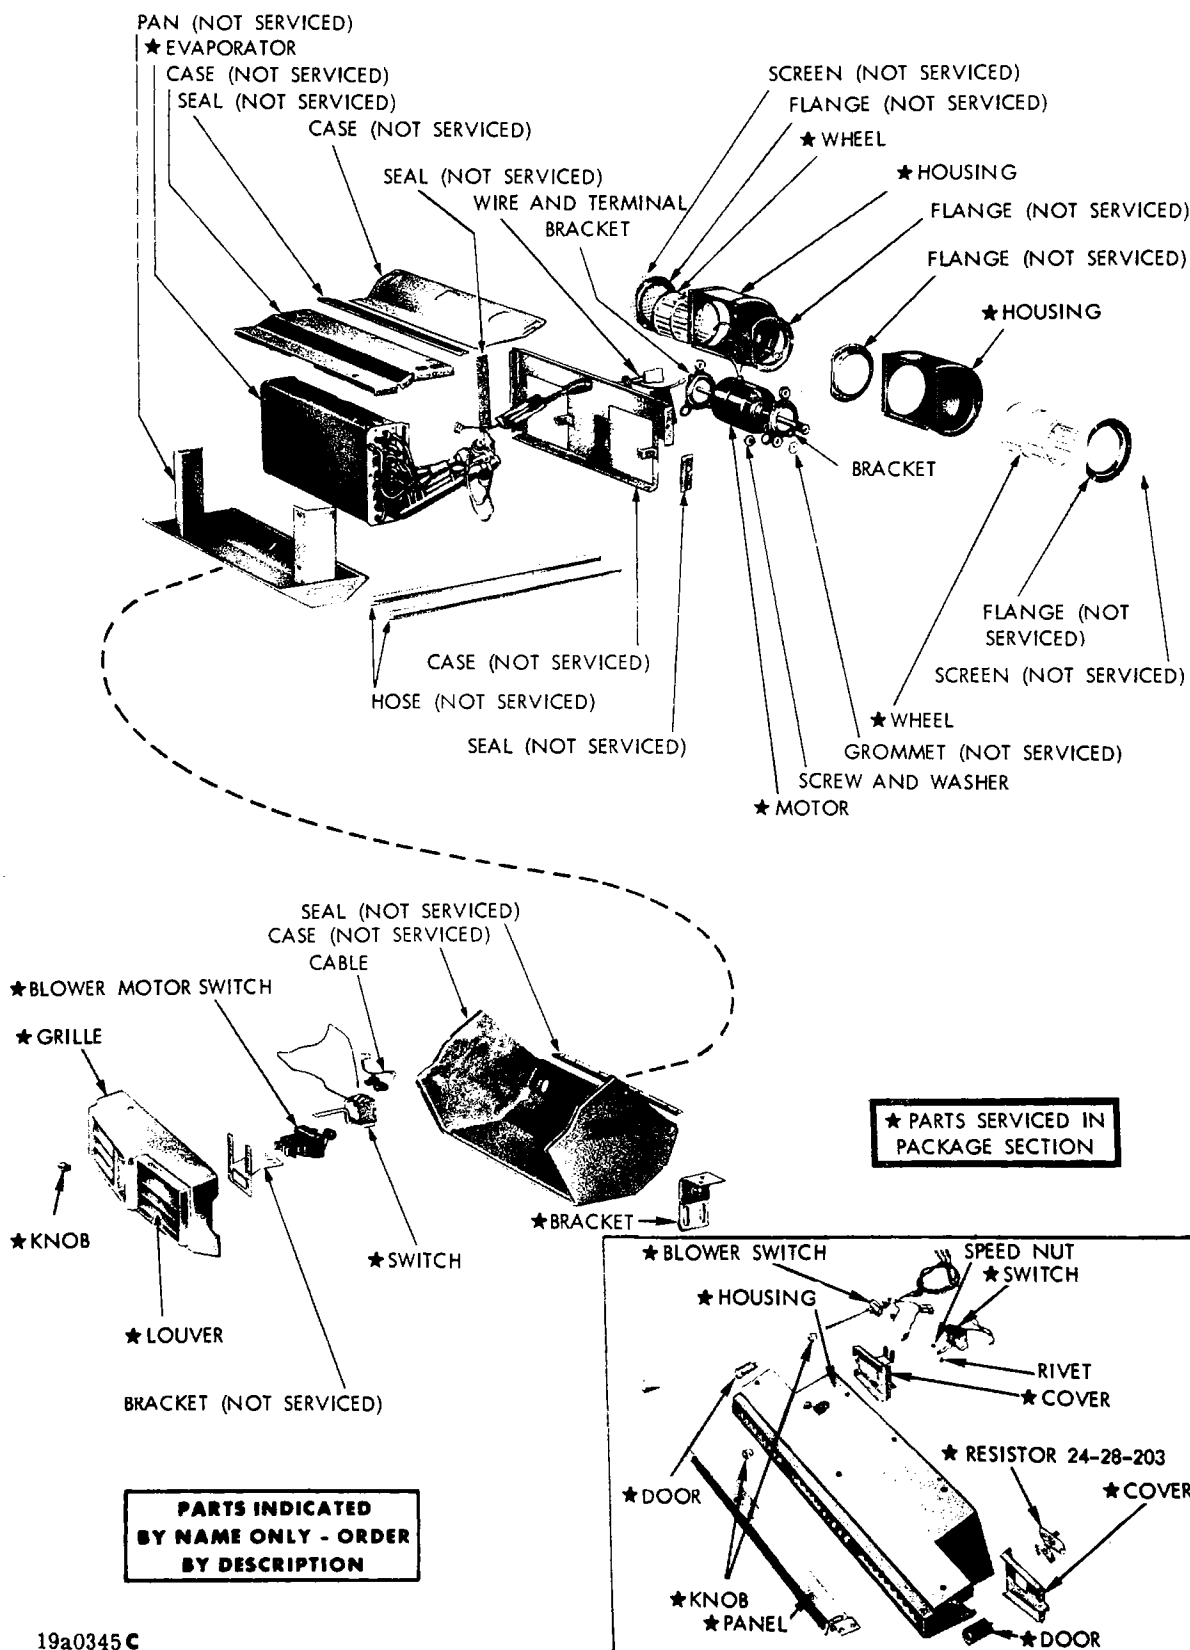 PAN (NOT SERVICED)
★ EVAPORATOR
CASE (NOT SERVICED)
SEAL (NOT SERVICED)
CASE (NOT SERVICED)
SEAL (NOT SERVICED)
WIRE AND TERMINAL
BRACKET
SCREEN (NOT SERVICED)
FLANGE (NOT SERVICED)
★ WHEEL
★ HOUSING
FLANGE (NOT SERVICED)
FLANGE (NOT SERVICED)
★ HOUSING
BRACKET
FLANGE (NOT
SERVICED)
SCREEN (NOT SERVICED)
★ WHEEL
GROMMET (NOT SERVICED)
SCREW AND WASHER
★ MOTOR
CASE (NOT SERVICED)
HOSE (NOT SERVICED)
SEAL (NOT SERVICED)
SEAL (NOT SERVICED)
CASE (NOT SERVICED)
CABLE
★ BLOWER MOTOR SWITCH
★ GRILLE
★ KNOB
★ LOUVER
BRACKET (NOT SERVICED)
★ SWITCH
★ BRACKET
★ PARTS SERVICED IN
PACKAGE SECTION
★ BLOWER SWITCH
SPEED NUT
★ SWITCH
★ HOUSING
RIVET
★ COVER
★ RESISTOR 24-28-203
★ COVER
★ DOOR
★ KNOB
★ PANEL
★ DOOR
PARTS INDICATED
BY NAME ONLY - ORDER
BY DESCRIPTION
19a0345 C